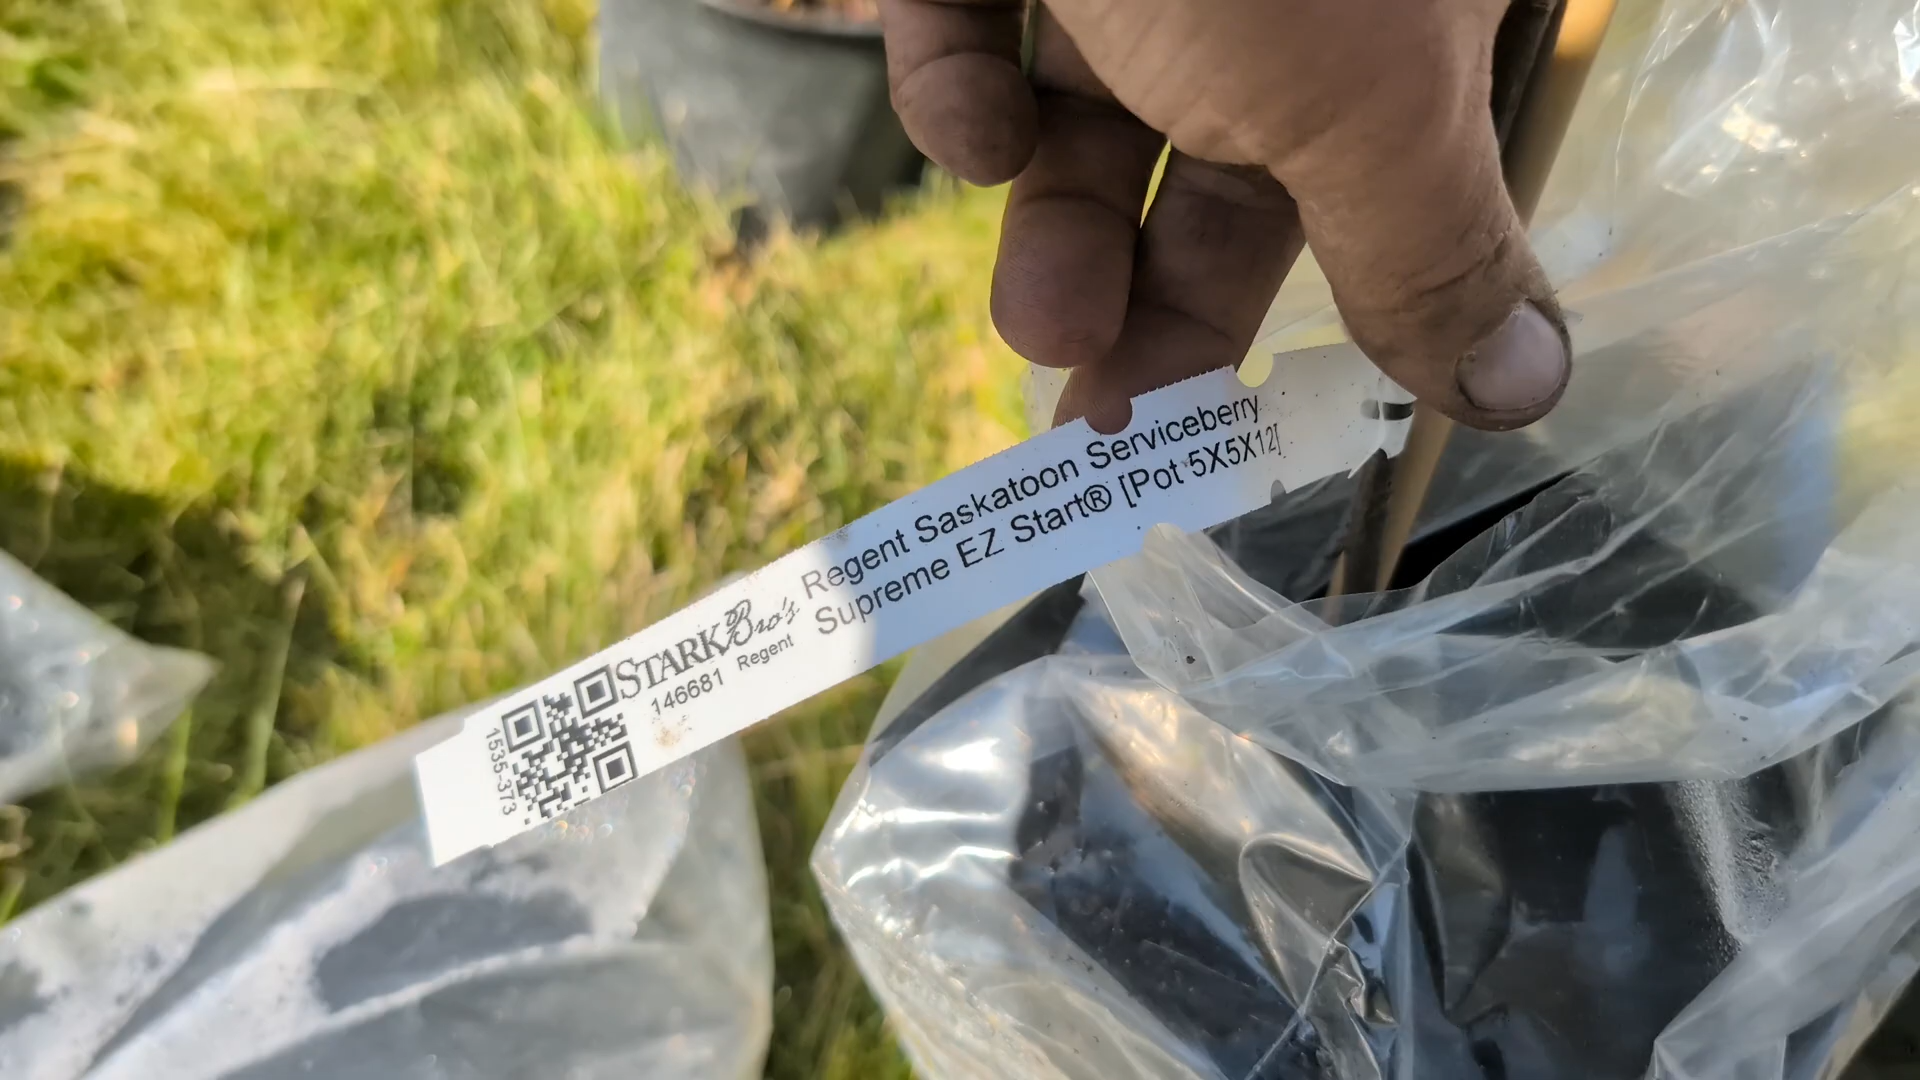 Regent Saskatoon Serviceberry
Supreme EZ Start® [Pot 5X5X12]
STARK Bro's
146681 Regent
1535-373